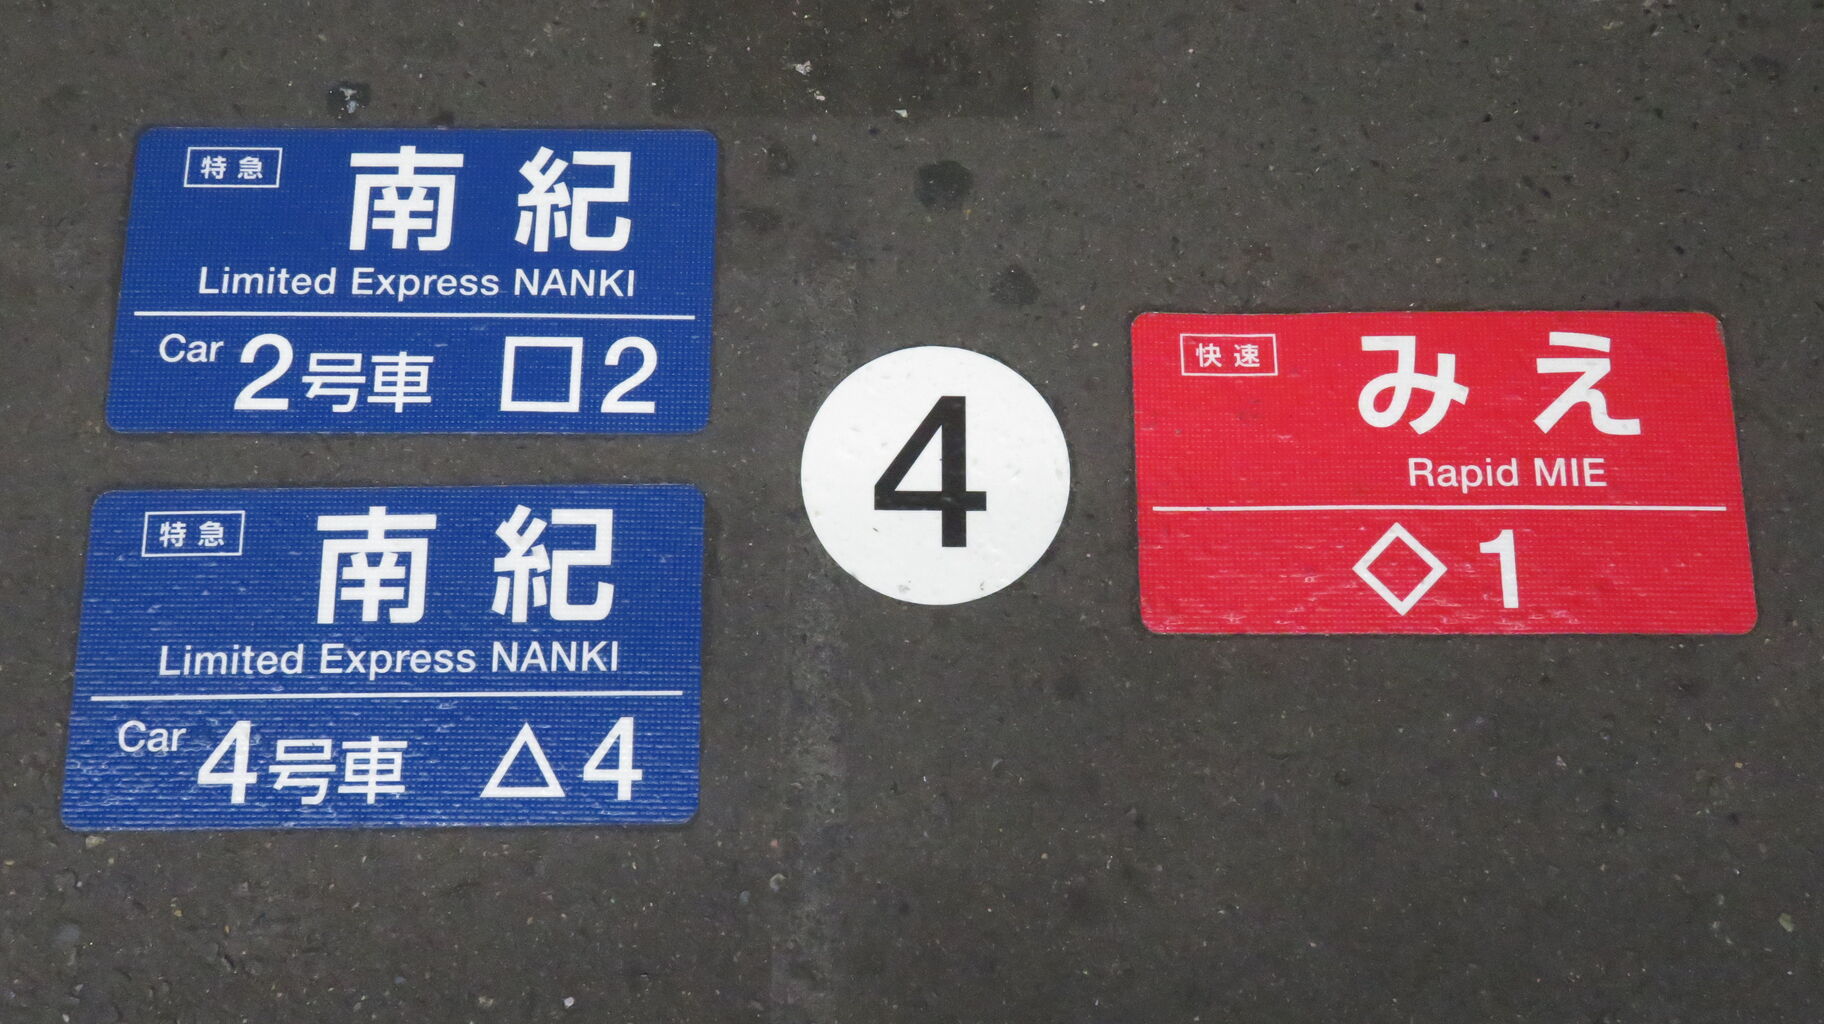 特急 南紀
Limited Express NANKI
Car 2号車 □2
特急 南紀
Limited Express NANKI
Car 4号車 △4
4
快速 みえ
Rapid MIE
◇1